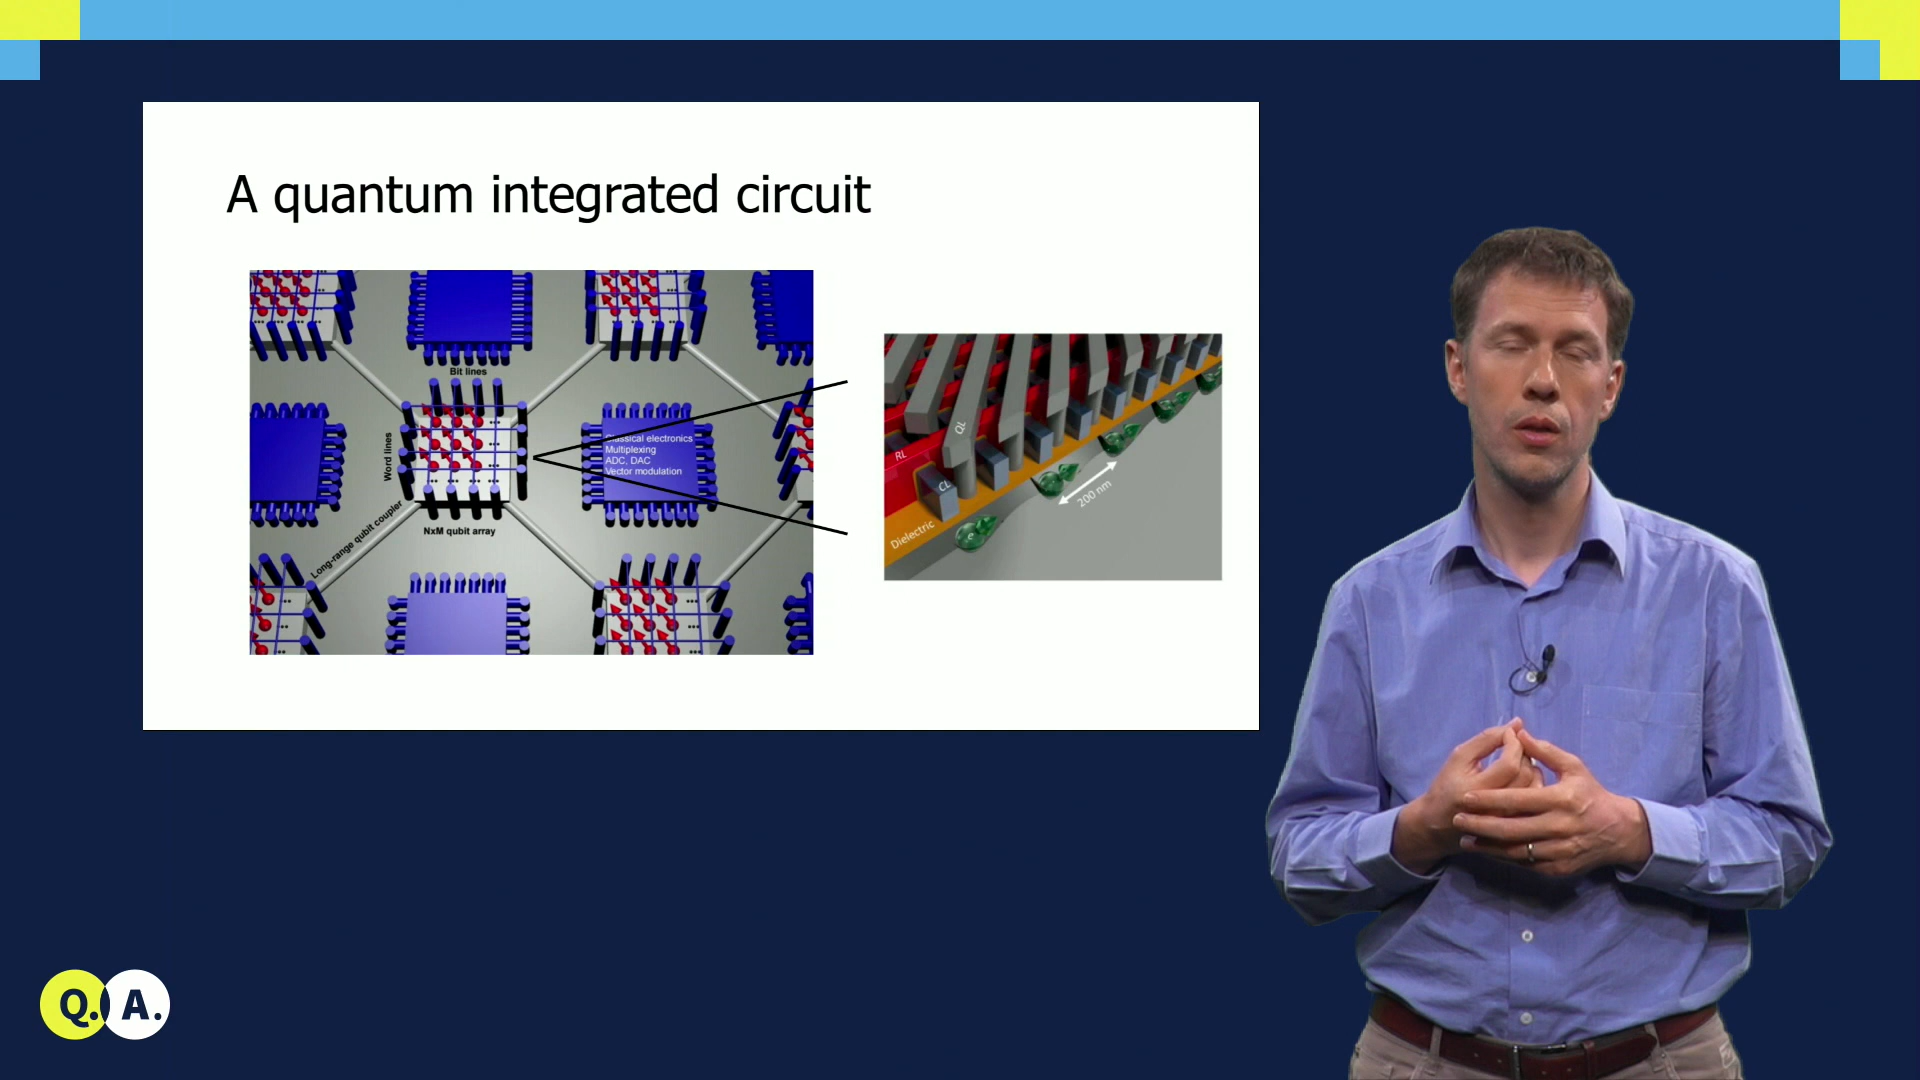 A quantum integrated circuit
Bit lines
Word lines
Classical electronics
Multiplexing
ADC, DAC
Vector modulation
NxM qubit array
Long-range qubit coupler
QL
RL
CL
200 nm
Dielectric
e
Q. A.